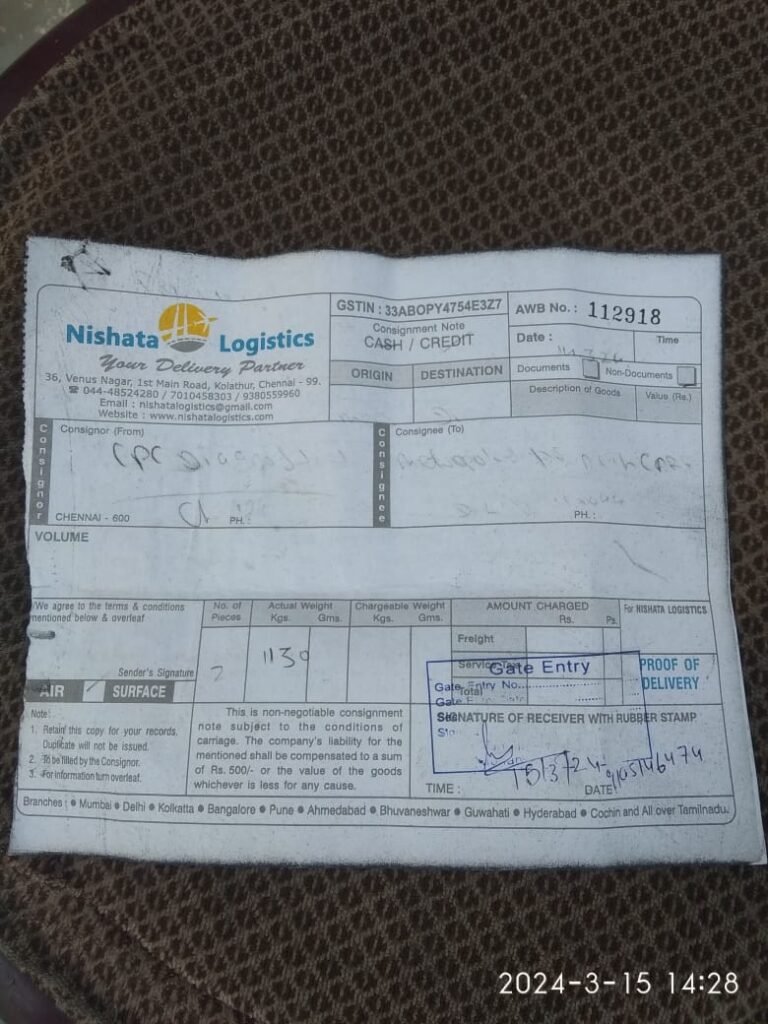 Nishata Logistics
Your Delivery Partner
36, Venus Nagar, 1st Main Road, Kolathur, Chennai - 99.
☎ 044-48524280 / 7010458303 / 9380559960
Email : nishatalogistics@gmail.com
Website : www.nishatalogistics.com
GSTIN : 33ABOPY4754E3Z7
Consignment Note
CASH / CREDIT
ORIGIN DESTINATION
AWB No. : 112918
Date : Time
Documents Non-Documents
Description of Goods Value (Re.)
Consignor
Consignor (From)
CPC
CHENNAI - 600 PH. :
Consignee
Consignee (To)
PH. :
VOLUME
We agree to the terms & conditions
mentioned below & overleaf
Sender's Signature
AIR SURFACE
No. of Pieces
2
Actual Weight
Kgs. Gms.
1130
Chargeable Weight
Kgs. Gms.
AMOUNT CHARGED
Rs. Ps.
Freight
Total
For NISHATA LOGISTICS
PROOF OF
DELIVERY
Gate Entry
Gate Entry No.
Note :
1. Retain this copy for your records.
Duplicate will not be issued.
2. To be filled by the Consignor.
3. For information turn overleaf.
This is non-negotiable consignment
note subject to the conditions of
carriage. The company's liability for the
mentioned shall be compensated to a sum
of Rs. 500/- or the value of the goods
whichever is less for any cause.
SIGNATURE OF RECEIVER WITH RUBBER STAMP
15/3/24
TIME : DATE
Branches : • Mumbai • Delhi • Kolkatta • Bangalore • Pune • Ahmedabad • Bhuvaneshwar • Guwahati • Hyderabad • Cochin and All over Tamilnadu.
2024-3-15 14:28